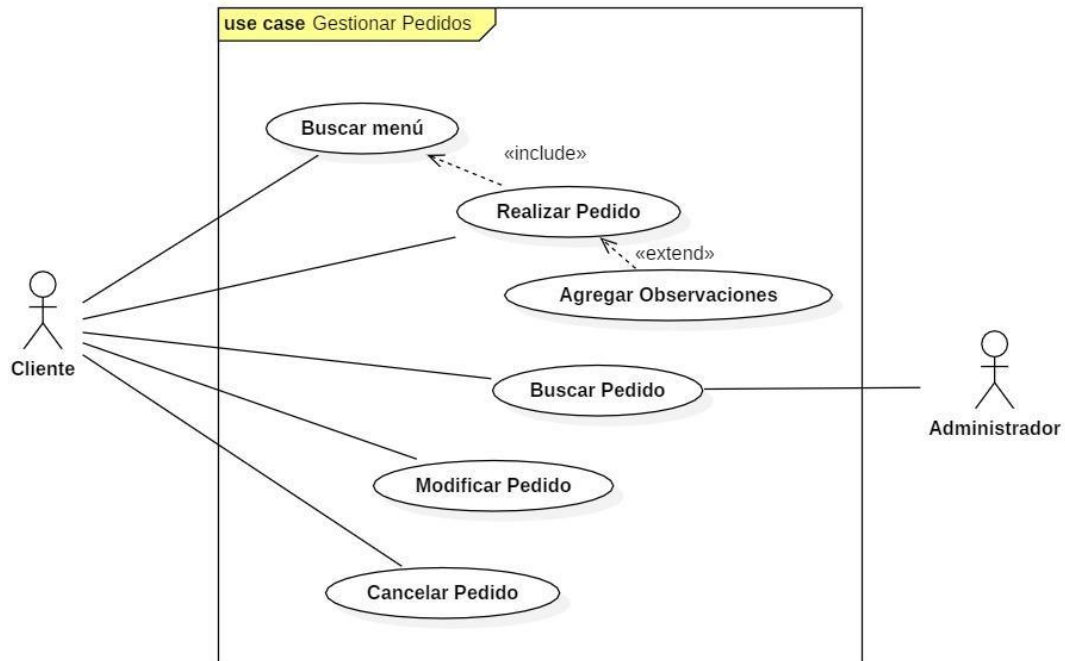 use case Gestionar Pedidos
Buscar menú
«include»
Realizar Pedido
«extend»
Agregar Observaciones
Cliente
Buscar Pedido
Administrador
Modificar Pedido
Cancelar Pedido